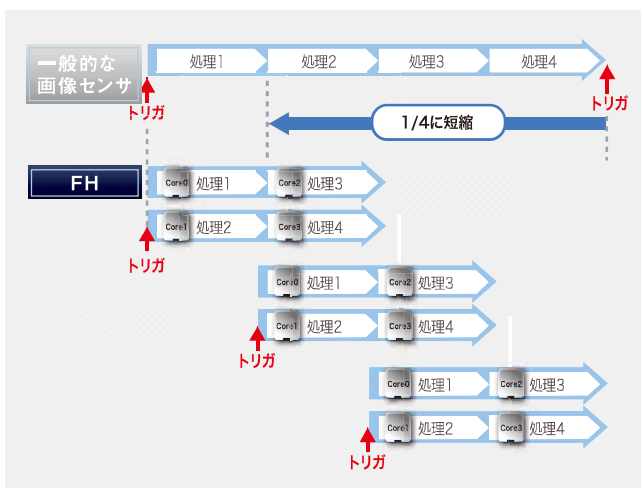 一般的な
画像センサ
処理1 処理2 処理3 処理4
トリガ
トリガ
1/4に短縮
FH
Core0 処理1 Core2 処理3
Core1 処理2 Core3 処理4
トリガ
Core0 処理1 Core2 処理3
Core1 処理2 Core3 処理4
トリガ
Core0 処理1 Core2 処理3
Core1 処理2 Core3 処理4
トリガ